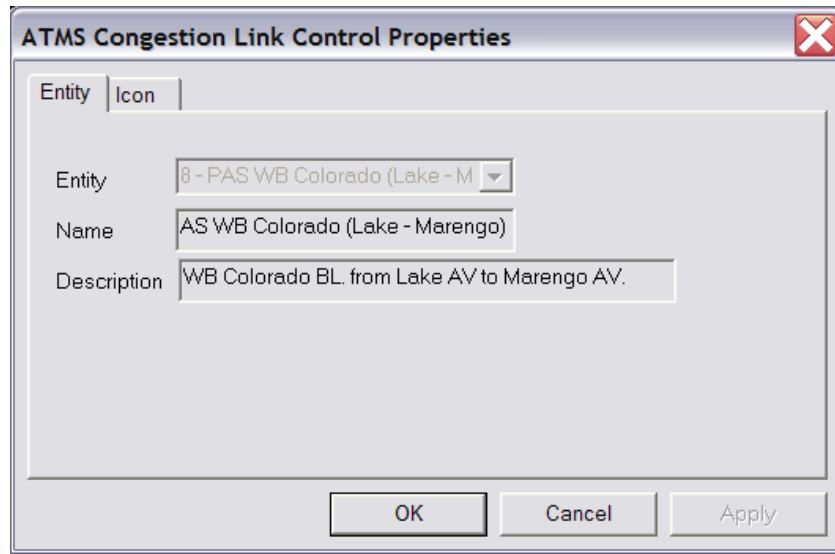 ATMS Congestion Link Control Properties
Entity Icon
Entity 8 - PAS WB Colorado (Lake - M
Name AS WB Colorado (Lake - Marengo)
Description WB Colorado BL. from Lake AV to Marengo AV.
OK Cancel Apply